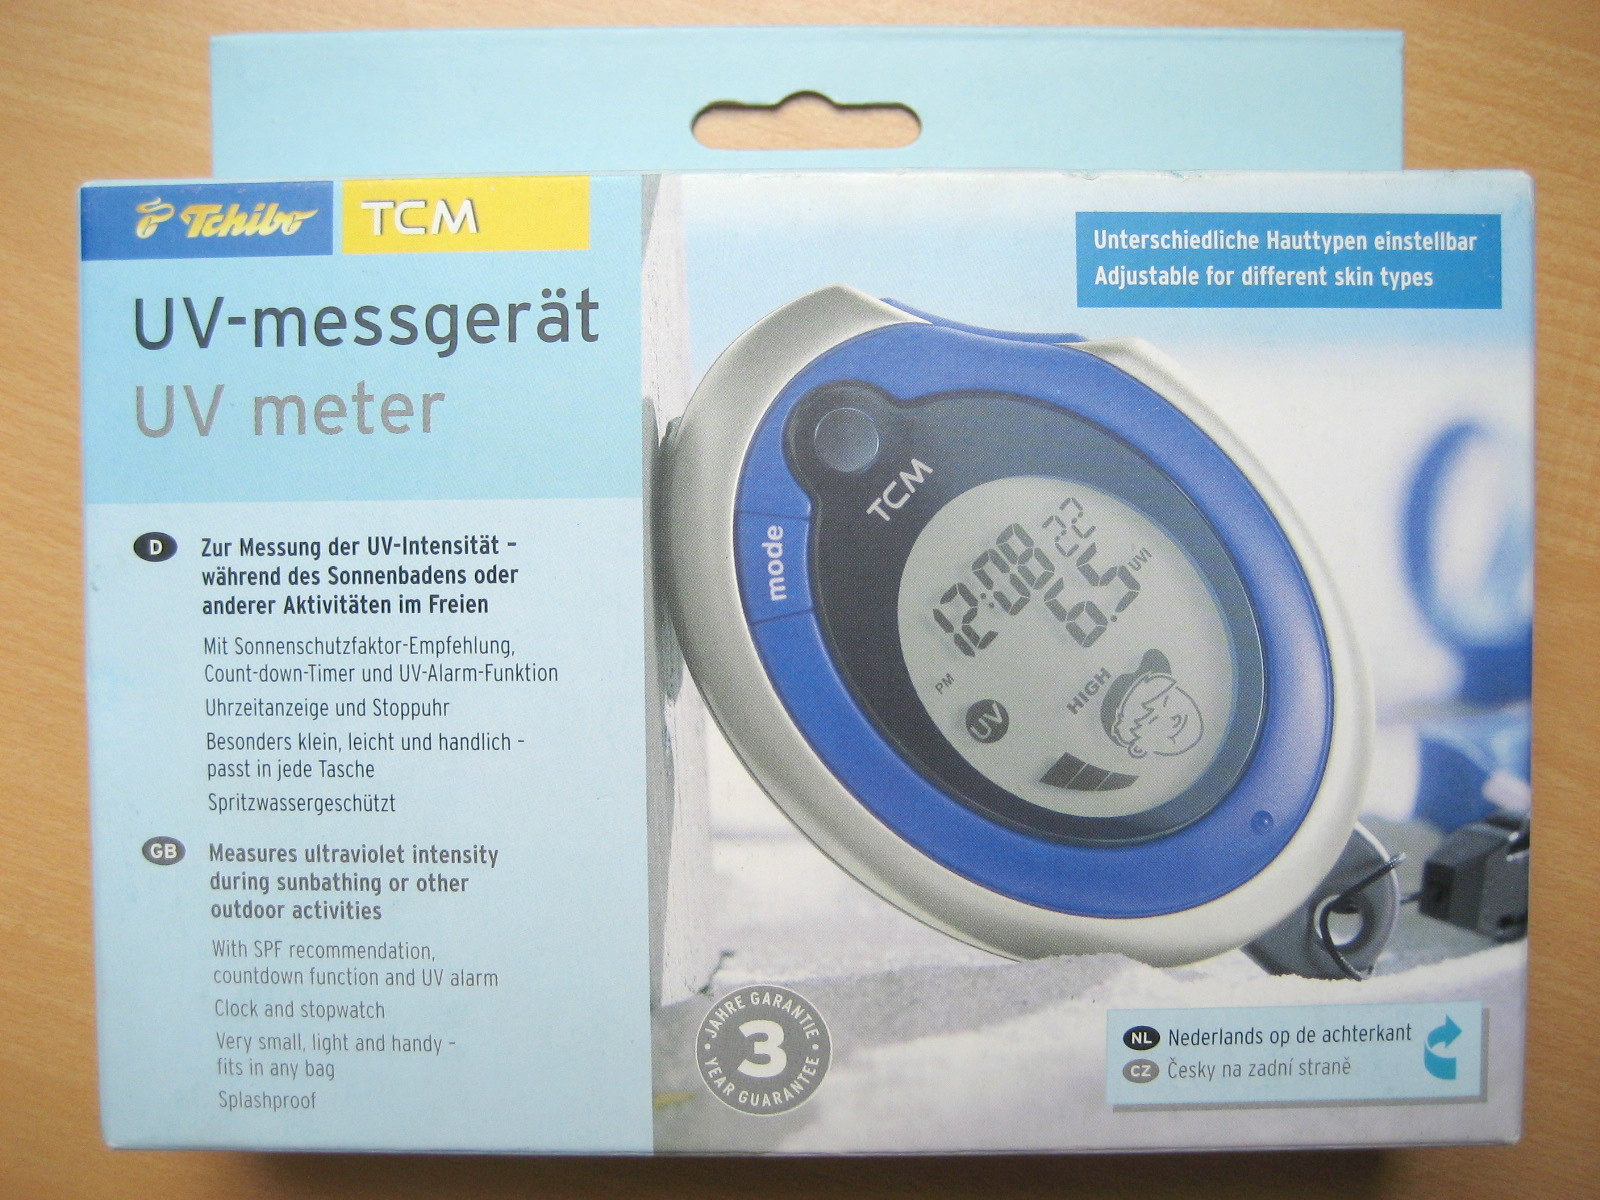 Tchibo
TCM
UV-messgerät
UV meter
D
Zur Messung der UV-Intensität –
während des Sonnenbadens oder
anderer Aktivitäten im Freien
Mit Sonnenschutzfaktor-Empfehlung,
Count-down-Timer und UV-Alarm-Funktion
Uhrzeitanzeige und Stoppuhr
Besonders klein, leicht und handlich –
passt in jede Tasche
Spritzwassergeschützt
GB
Measures ultraviolet intensity
during sunbathing or other
outdoor activities
With SPF recommendation,
countdown function and UV alarm
Clock and stopwatch
Very small, light and handy –
fits in any bag
Splashproof
Unterschiedliche Hauttypen einstellbar
Adjustable for different skin types
TCM
mode
12:08 22
6.5 UVI
PM
UV
HIGH
• JAHRE GARANTIE •
3
YEAR GUARANTEE
NL Nederlands op de achterkant
CZ Česky na zadní straně